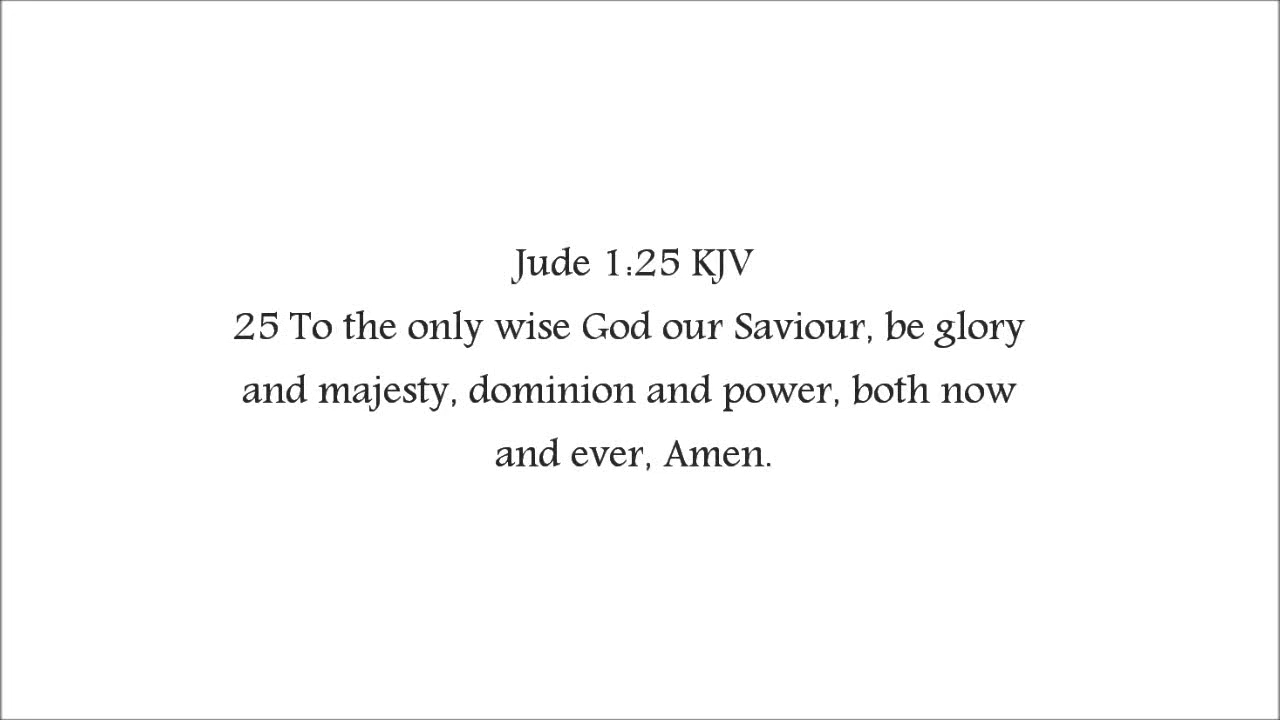 Jude 1:25 KJV
25 To the only wise God our Saviour, be glory
and majesty, dominion and power, both now
and ever, Amen.